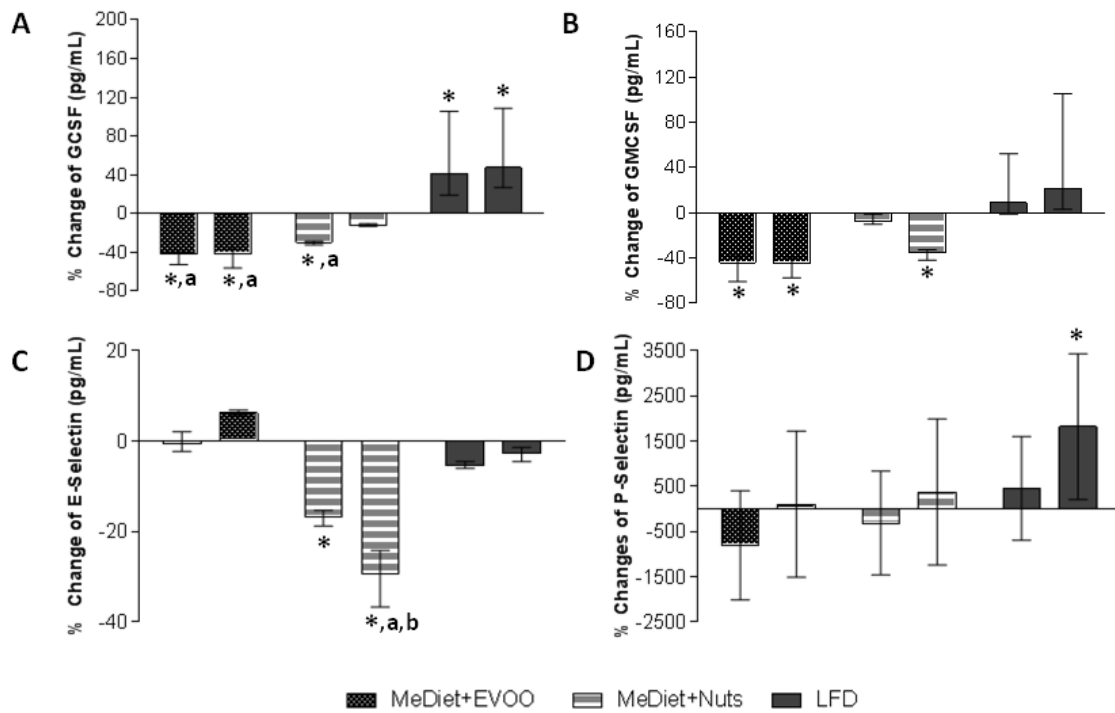 A
% Change of GCSF (pg/mL)
200
160
120
80
40
0
-40
-80
*,a
*,a
*,a
*
*
B
% Change of GMCSF (pg/mL)
160
120
80
40
0
-40
-80
*
*
*
C
% Change of E-Selectin (pg/mL)
20
0
-20
-40
*
*,a,b
D
% Changes of P-Selectin (pg/mL)
3500
2500
1500
500
-500
-1500
-2500
*
MeDiet+EVOO MeDiet+Nuts LFD